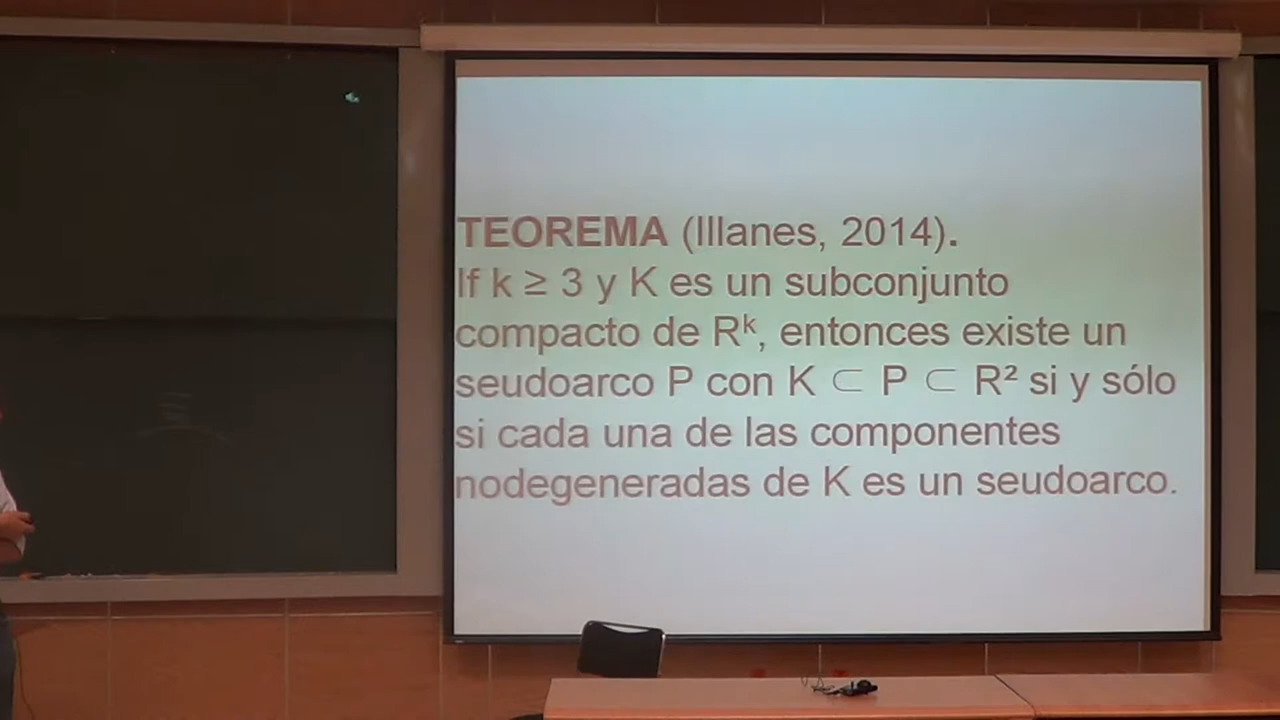 TEOREMA (Illanes, 2014).
If k ≥ 3 y K es un subconjunto
compacto de Rᵏ, entonces existe un
seudoarco P con K ⊂ P ⊂ R² si y sólo
si cada una de las componentes
nodegeneradas de K es un seudoarco.